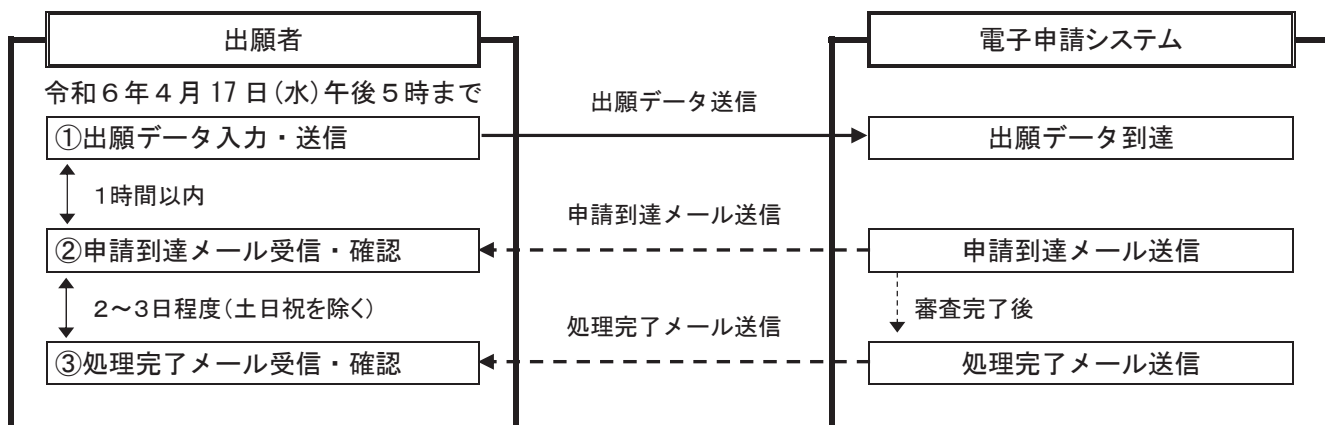 出願者
電子申請システム
令和6年4月17日(水)午後5時まで
出願データ送信
①出願データ入力・送信
出願データ到達
1時間以内
申請到達メール送信
②申請到達メール受信・確認
申請到達メール送信
2～3日程度(土日祝を除く)
処理完了メール送信
審査完了後
③処理完了メール受信・確認
処理完了メール送信